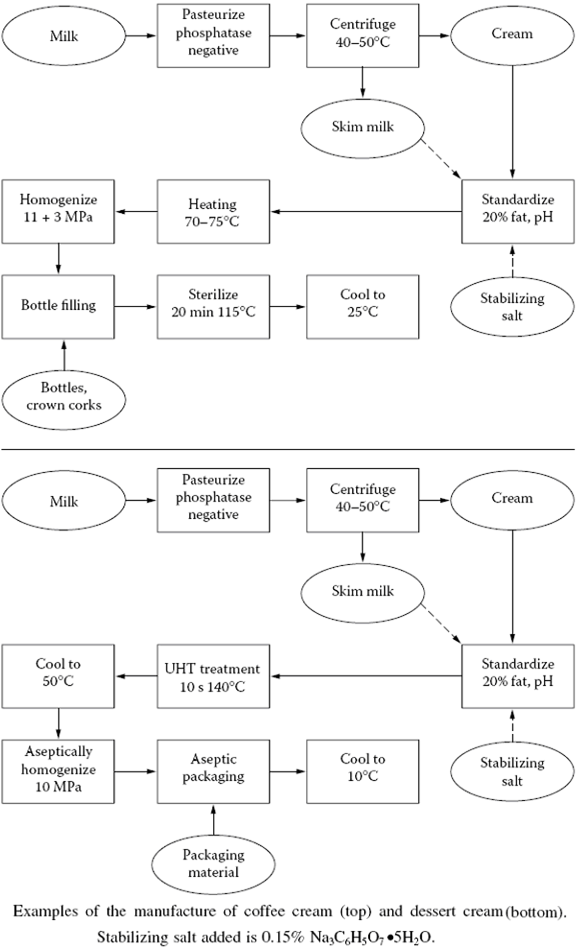 Milk
Pasteurize
phosphatase
negative
Centrifuge
40–50°C
Cream
Skim milk
Homogenize
11 + 3 MPa
Heating
70–75°C
Standardize
20% fat, pH
Bottle filling
Sterilize
20 min 115°C
Cool to
25°C
Stabilizing
salt
Bottles,
crown corks
Milk
Pasteurize
phosphatase
negative
Centrifuge
40–50°C
Cream
Skim milk
Cool to
50°C
UHT treatment
10 s 140°C
Standardize
20% fat, pH
Aseptically
homogenize
10 MPa
Aseptic
packaging
Cool to
10°C
Stabilizing
salt
Packaging
material
Examples of the manufacture of coffee cream (top) and dessert cream (bottom).
Stabilizing salt added is 0.15% Na₃C₆H₅O₇•5H₂O.